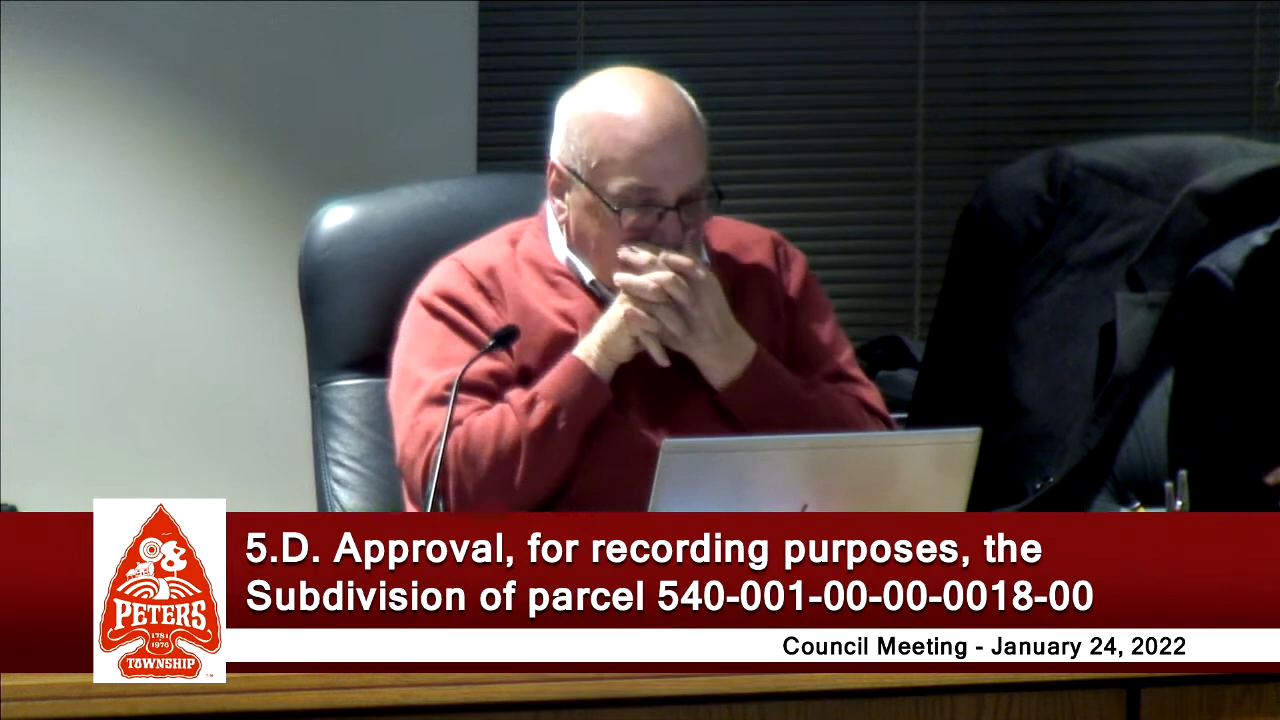 5.D. Approval, for recording purposes, the
Subdivision of parcel 540-001-00-00-0018-00
Council Meeting - January 24, 2022
PETERS
1781
1976
TOWNSHIP